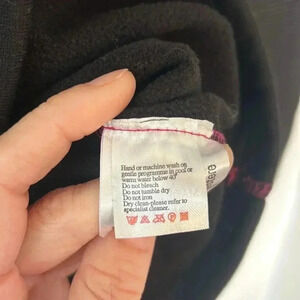 Hand or machine wash on
gentle programme in cool or
warm water below 40°
Do not bleach
Do not tumble dry
Do not iron
Dry clean-please refer to
specialist cleaner.